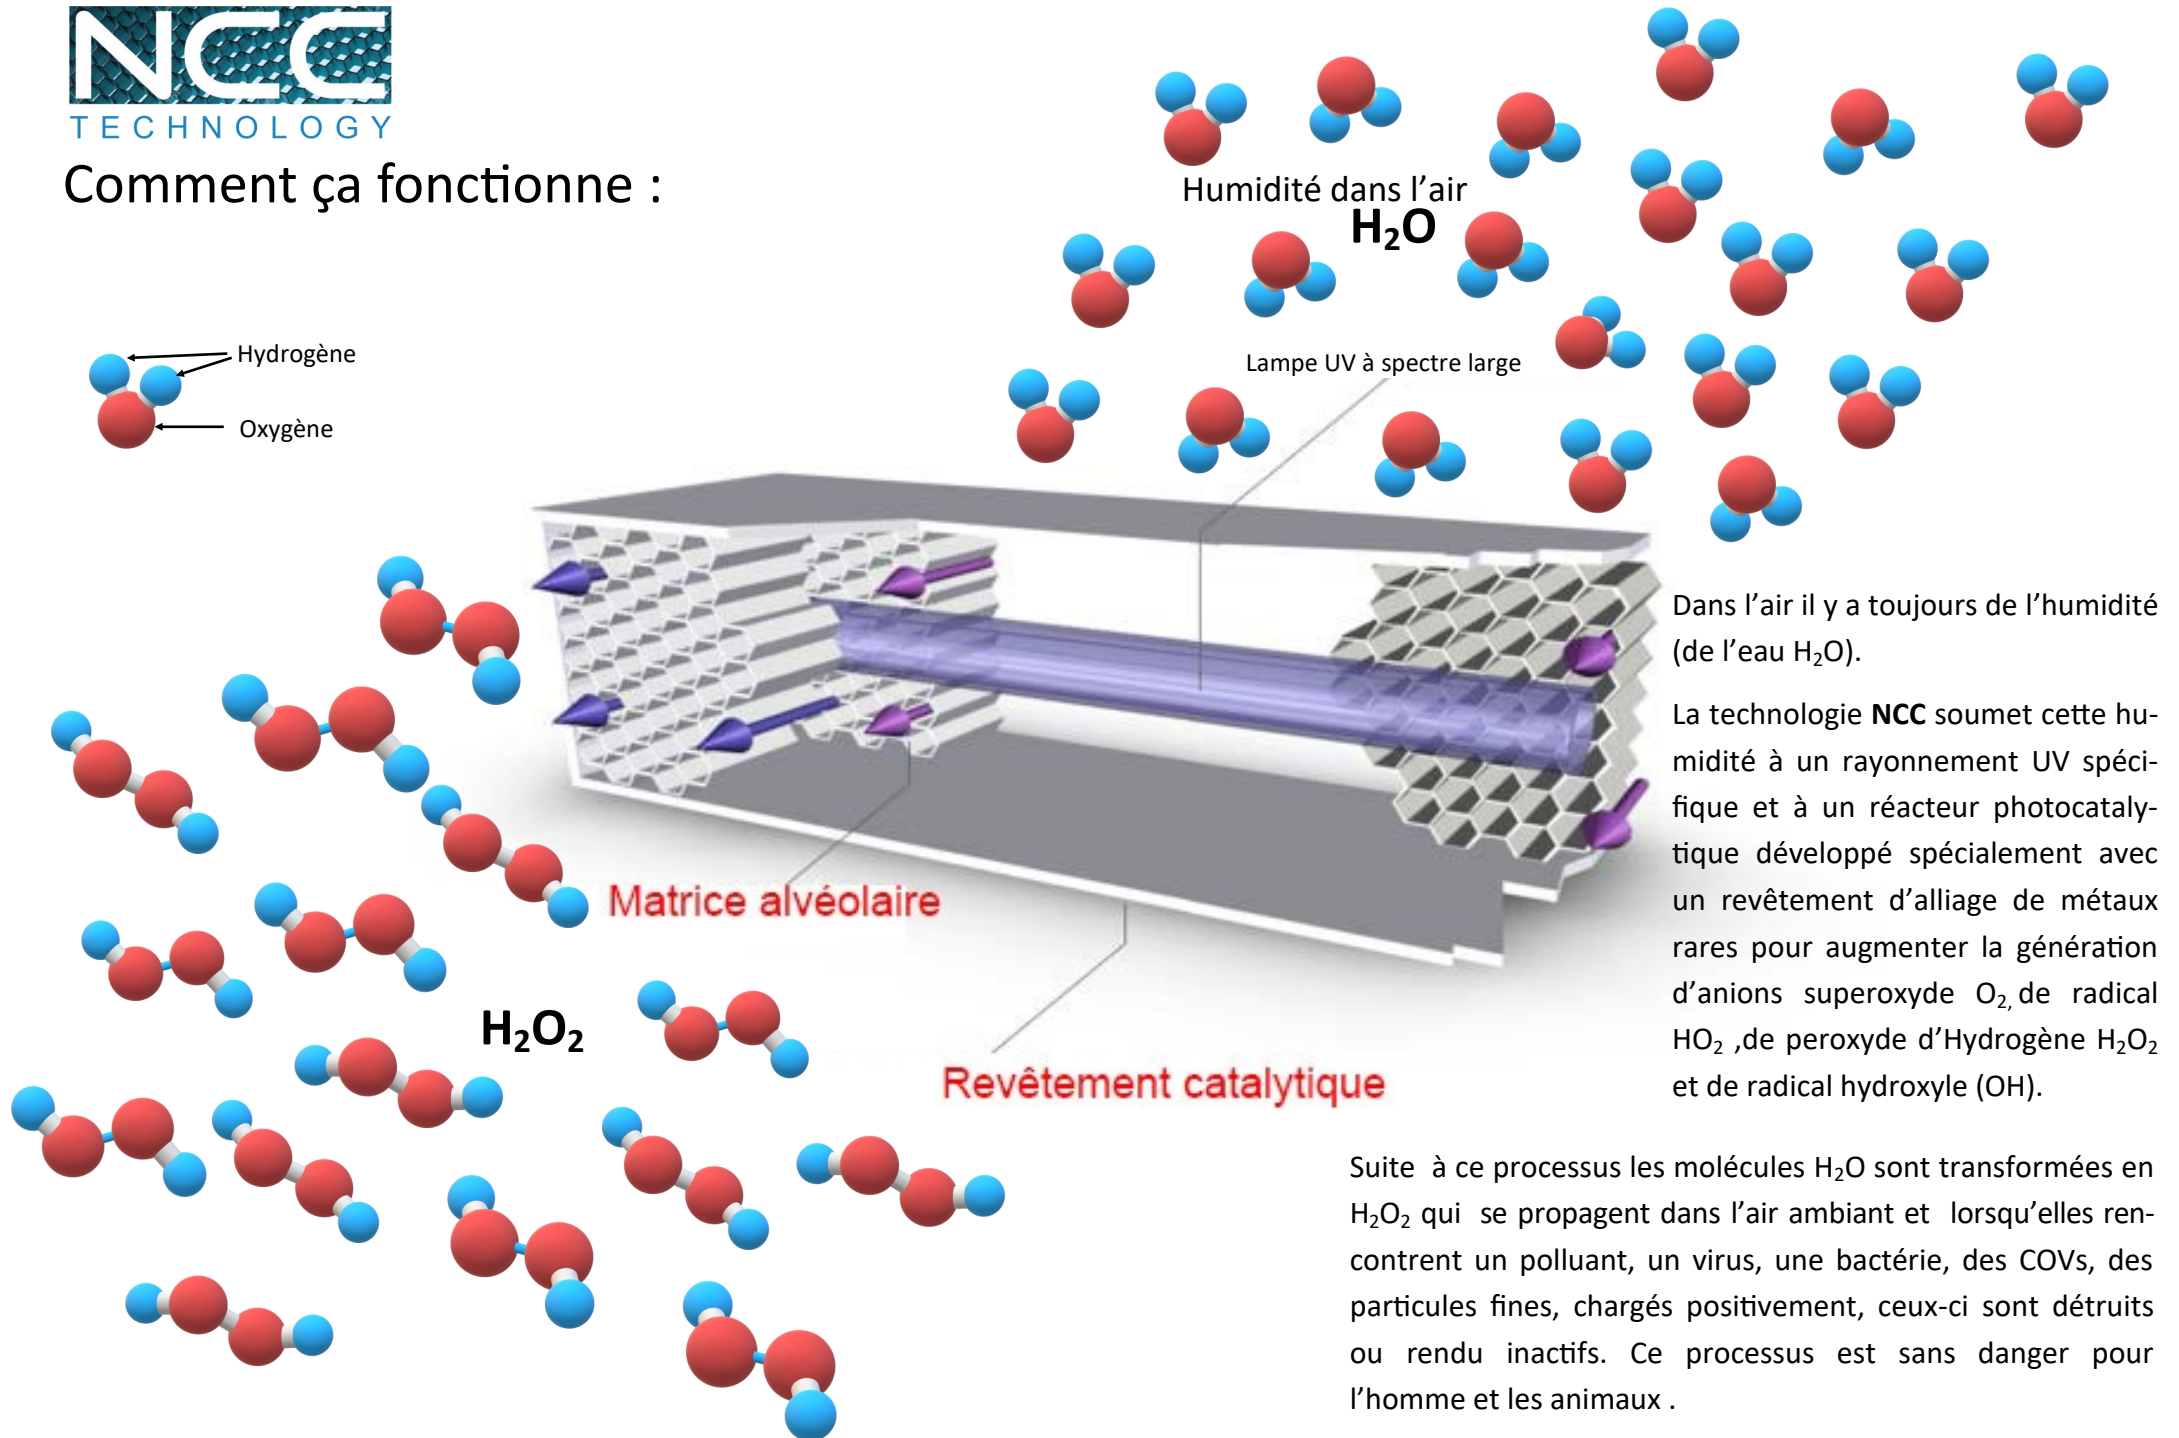 NCC
TECHNOLOGY
Comment ça fonctionne :
Humidité dans l’air
H₂O
Hydrogène
Oxygène
Lampe UV à spectre large
Dans l’air il y a toujours de l’humidité
(de l’eau H₂O).
La technologie NCC soumet cette hu-
midité à un rayonnement UV spéci-
fique et à un réacteur photocataly-
tique développé spécialement avec
un revêtement d’alliage de métaux
rares pour augmenter la génération
d’anions superoxyde O₂, de radical
HO₂ ,de peroxyde d’Hydrogène H₂O₂
et de radical hydroxyle (OH).
Matrice alvéolaire
H₂O₂
Revêtement catalytique
Suite à ce processus les molécules H₂O sont transformées en
H₂O₂ qui se propagent dans l’air ambiant et lorsqu’elles ren-
contrent un polluant, un virus, une bactérie, des COVs, des
particules fines, chargés positivement, ceux-ci sont détruits
ou rendu inactifs. Ce processus est sans danger pour
l’homme et les animaux .